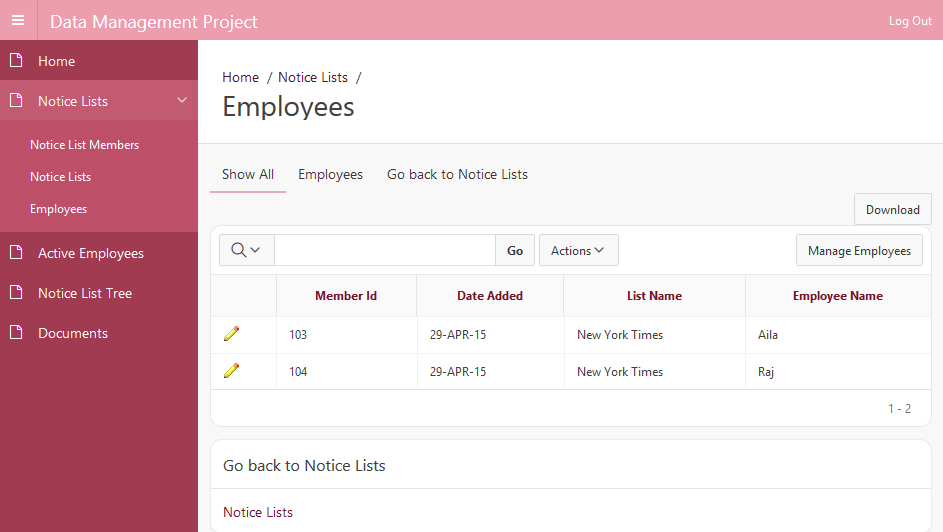 Data Management Project
Log Out
Home
Notice Lists
Notice List Members
Notice Lists
Employees
Active Employees
Notice List Tree
Documents
Home / Notice Lists /
Employees
Show All Employees Go back to Notice Lists
Download
Go Actions Manage Employees
Member Id Date Added List Name Employee Name
103 29-APR-15 New York Times Aila
104 29-APR-15 New York Times Raj
1 - 2
Go back to Notice Lists
Notice Lists